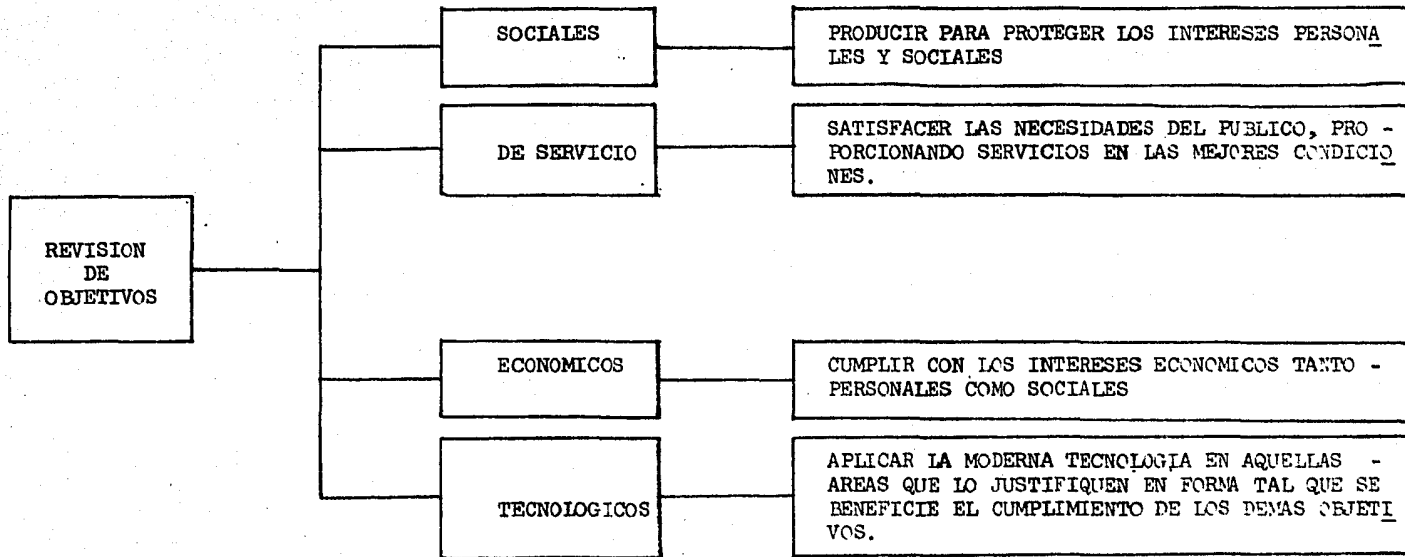 REVISION
DE
OBJETIVOS
SOCIALES
PRODUCIR PARA PROTEGER LOS INTERESES PERSONA
LES Y SOCIALES
DE SERVICIO
SATISFACER LAS NECESIDADES DEL PUBLICO, PRO -
PORCIONANDO SERVICIOS EN LAS MEJORES CONDICIO
NES.
ECONOMICOS
CUMPLIR CON LOS INTERESES ECONOMICOS TANTO -
PERSONALES COMO SOCIALES
TECNOLOGICOS
APLICAR LA MODERNA TECNOLOGIA EN AQUELLAS -
AREAS QUE LO JUSTIFIQUEN EN FORMA TAL QUE SE
BENEFICIE EL CUMPLIMIENTO DE LOS DEMAS OBJETI
VOS.